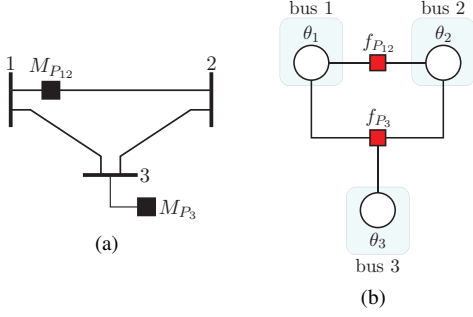 1
M_{P_{12}}
2
3
M_{P_3}
(a)
bus 1
bus 2
θ_1
f_{P_{12}}
θ_2
f_{P_3}
θ_3
bus 3
(b)